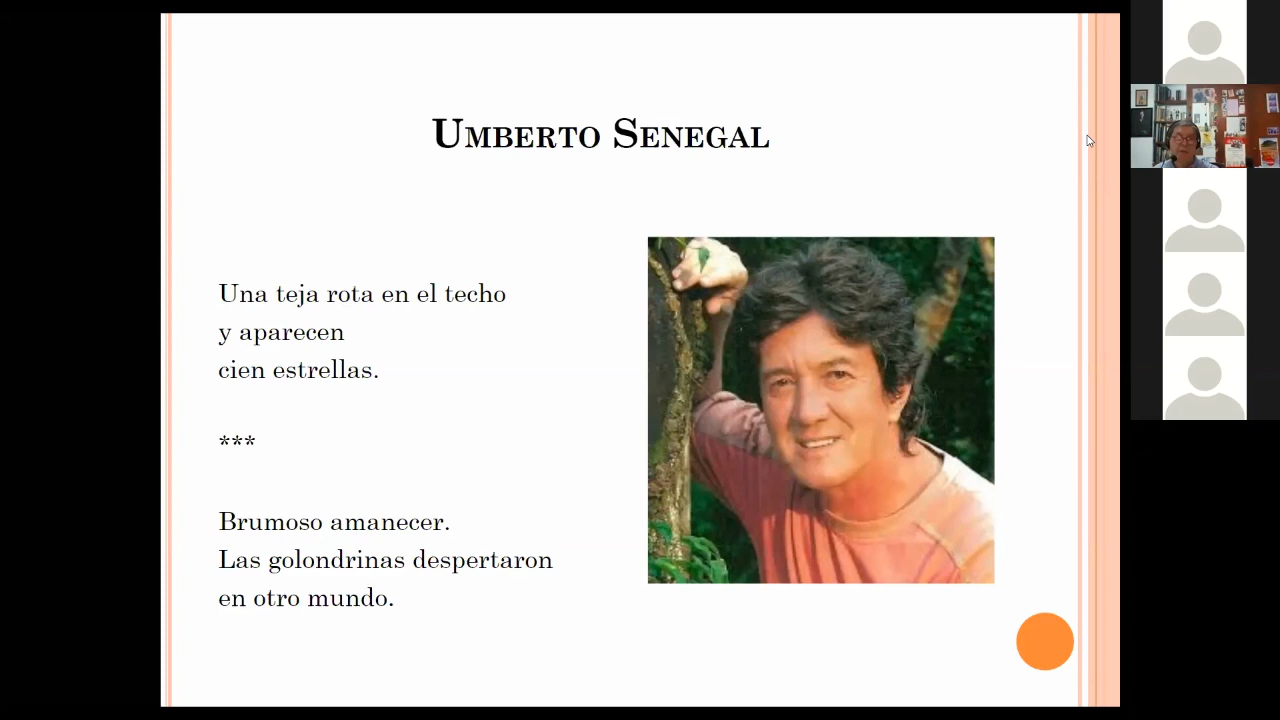 Umberto Senegal
Una teja rota en el techo
y aparecen
cien estrellas.
***
Brumoso amanecer.
Las golondrinas despertaron
en otro mundo.